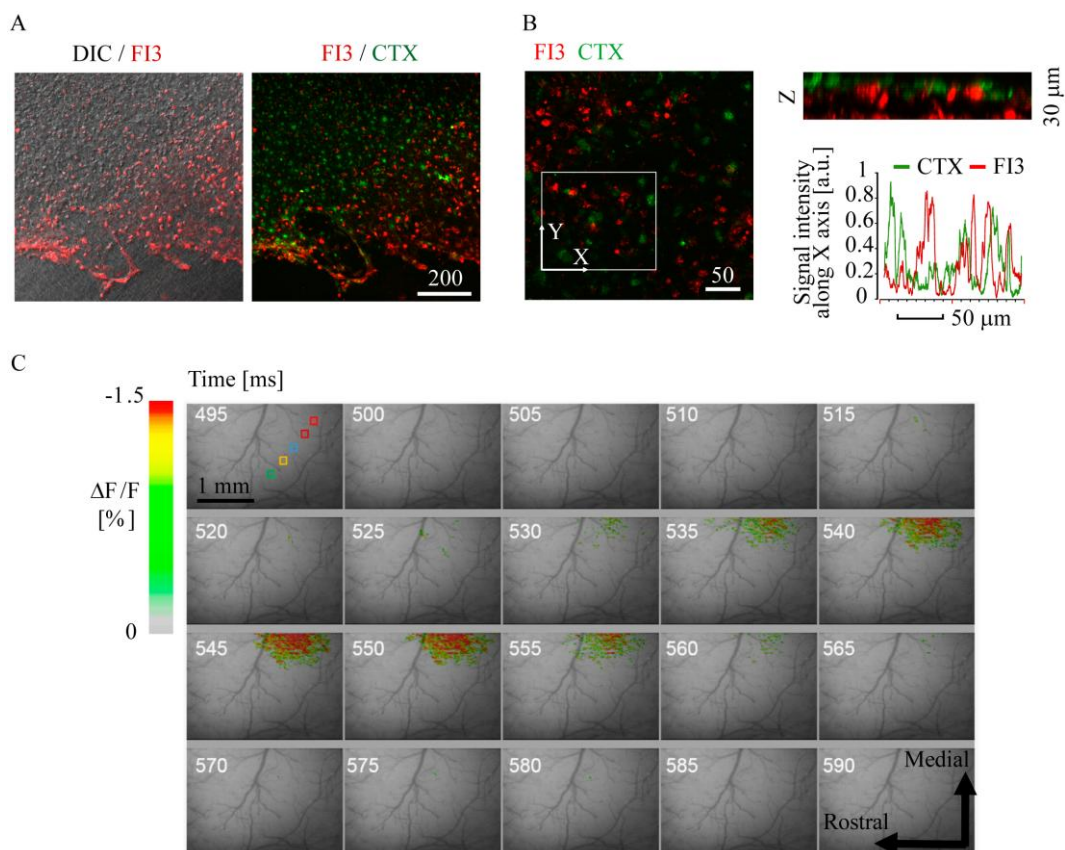 A
DIC / FI3
FI3 / CTX
200
B
FI3 CTX
Y
X
50
Z
30 μm
CTX FI3
Signal intensity
along X axis [a.u.]
1
0.8
0.6
0.4
0.2
0
50 μm
C
Time [ms]
-1.5
ΔF/F
[%]
0
495 500 505 510 515
1 mm
520 525 530 535 540
545 550 555 560 565
570 575 580 585 590
Medial
Rostral